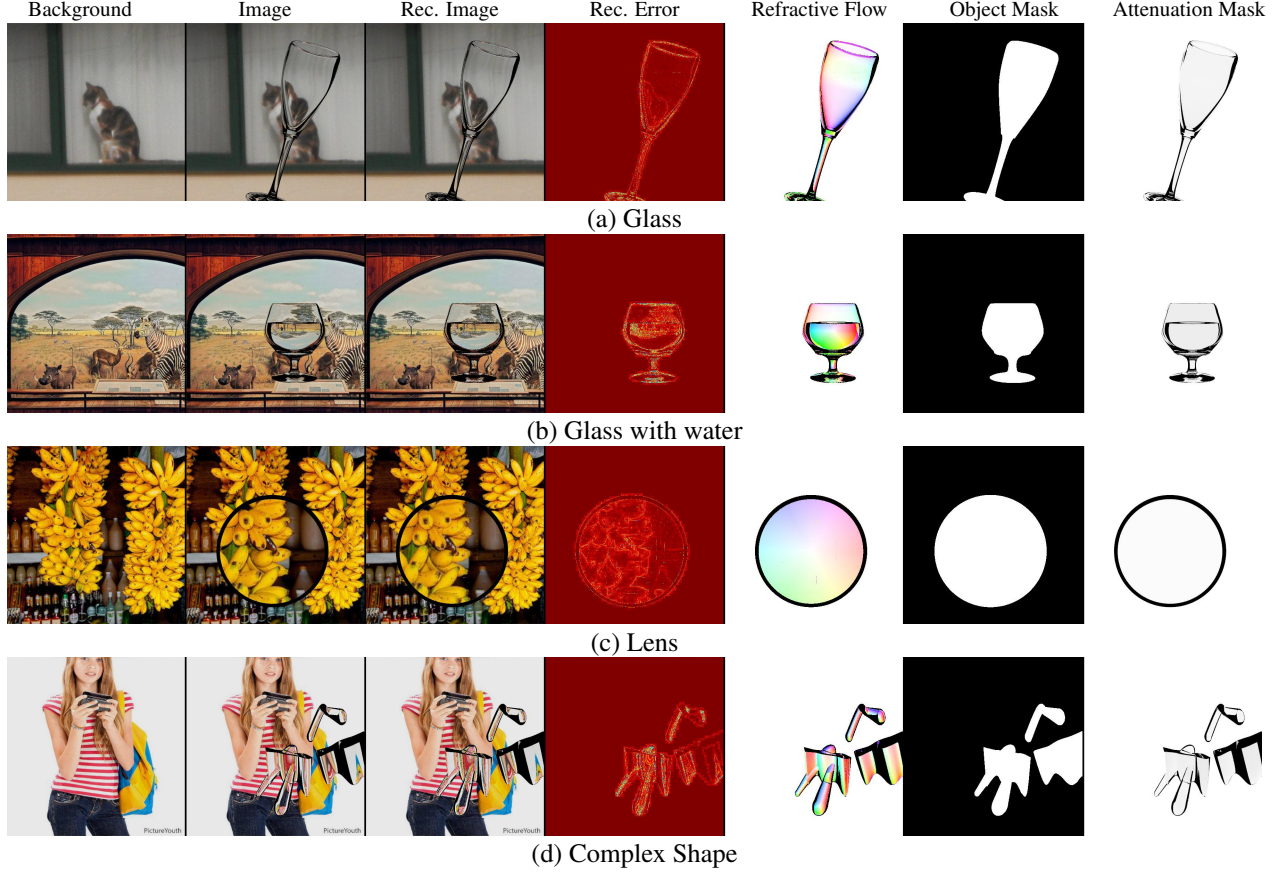 Background Image Rec. Image Rec. Error Refractive Flow Object Mask Attenuation Mask
(a) Glass
(b) Glass with water
(c) Lens
PictureYouth PictureYouth PictureYouth
(d) Complex Shape